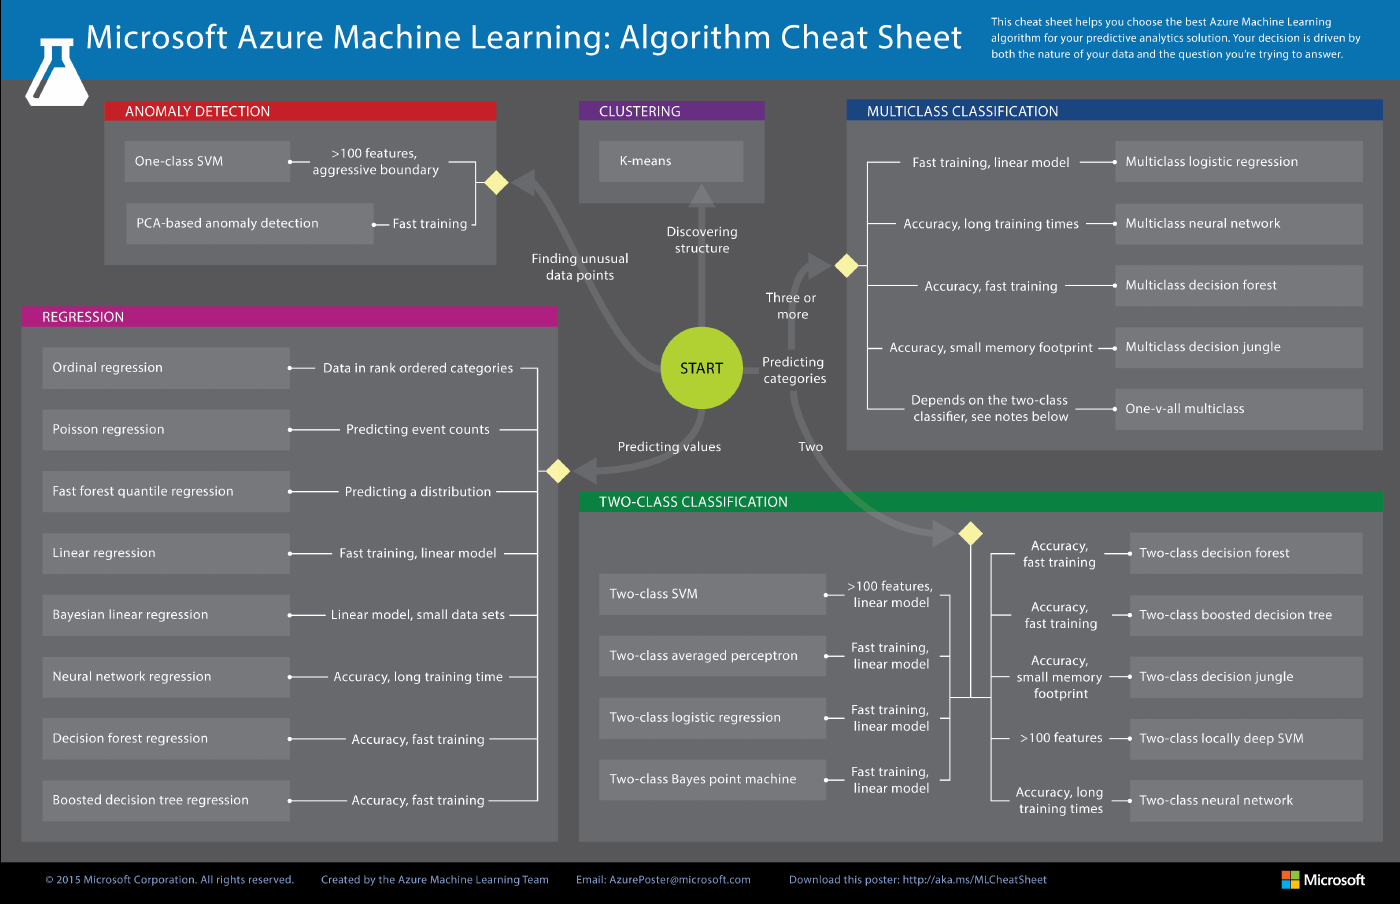 Microsoft Azure Machine Learning: Algorithm Cheat Sheet
This cheat sheet helps you choose the best Azure Machine Learning
algorithm for your predictive analytics solution. Your decision is driven by
both the nature of your data and the question you're trying to answer.
ANOMALY DETECTION
One-class SVM
>100 features,
aggressive boundary
PCA-based anomaly detection
Fast training
CLUSTERING
K-means
Discovering
structure
Finding unusual
data points
MULTICLASS CLASSIFICATION
Fast training, linear model
Multiclass logistic regression
Accuracy, long training times
Multiclass neural network
Accuracy, fast training
Multiclass decision forest
Accuracy, small memory footprint
Multiclass decision jungle
Depends on the two-class
classifier, see notes below
One-v-all multiclass
Three or
more
START
Predicting
categories
Predicting values
Two
REGRESSION
Ordinal regression
Data in rank ordered categories
Poisson regression
Predicting event counts
Fast forest quantile regression
Predicting a distribution
Linear regression
Fast training, linear model
Bayesian linear regression
Linear model, small data sets
Neural network regression
Accuracy, long training time
Decision forest regression
Accuracy, fast training
Boosted decision tree regression
Accuracy, fast training
TWO-CLASS CLASSIFICATION
Two-class SVM
>100 features,
linear model
Two-class averaged perceptron
Fast training,
linear model
Two-class logistic regression
Fast training,
linear model
Two-class Bayes point machine
Fast training,
linear model
Accuracy,
fast training
Two-class decision forest
Accuracy,
fast training
Two-class boosted decision tree
Accuracy,
small memory
footprint
Two-class decision jungle
>100 features
Two-class locally deep SVM
Accuracy, long
training times
Two-class neural network
© 2015 Microsoft Corporation. All rights reserved.
Created by the Azure Machine Learning Team
Email: AzurePoster@microsoft.com
Download this poster: http://aka.ms/MLCheatSheet
Microsoft